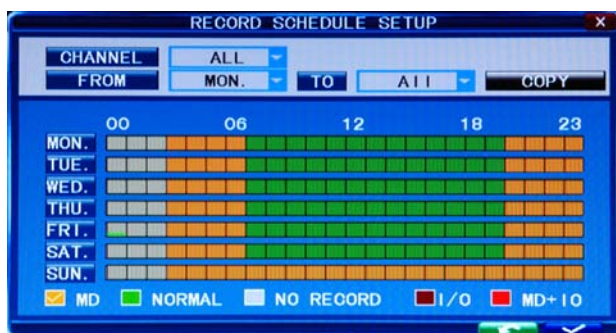 RECORD SCHEDULE SETUP X
CHANNEL ALL
FROM MON. TO All COPY
00 06 12 18 23
MON.
TUE.
WED.
THU.
FRI.
SAT.
SUN.
MD NORMAL NO RECORD I/O MD+IO